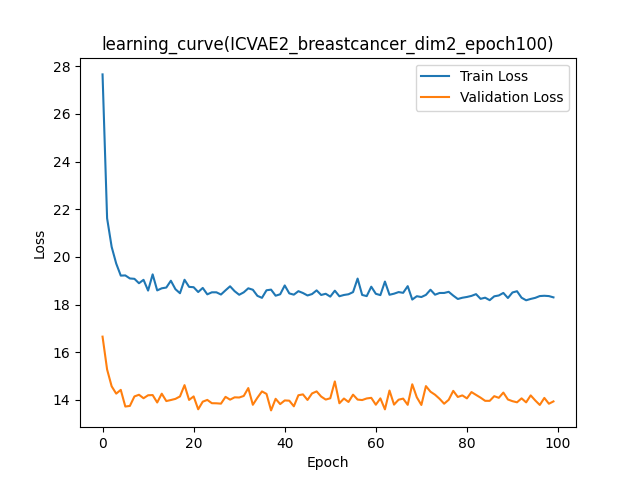 learning_curve(ICVAE2_breastcancer_dim2_epoch100)
28
26
24
22
20
18
16
14
Loss
Train Loss
Validation Loss
0 20 40 60 80 100
Epoch